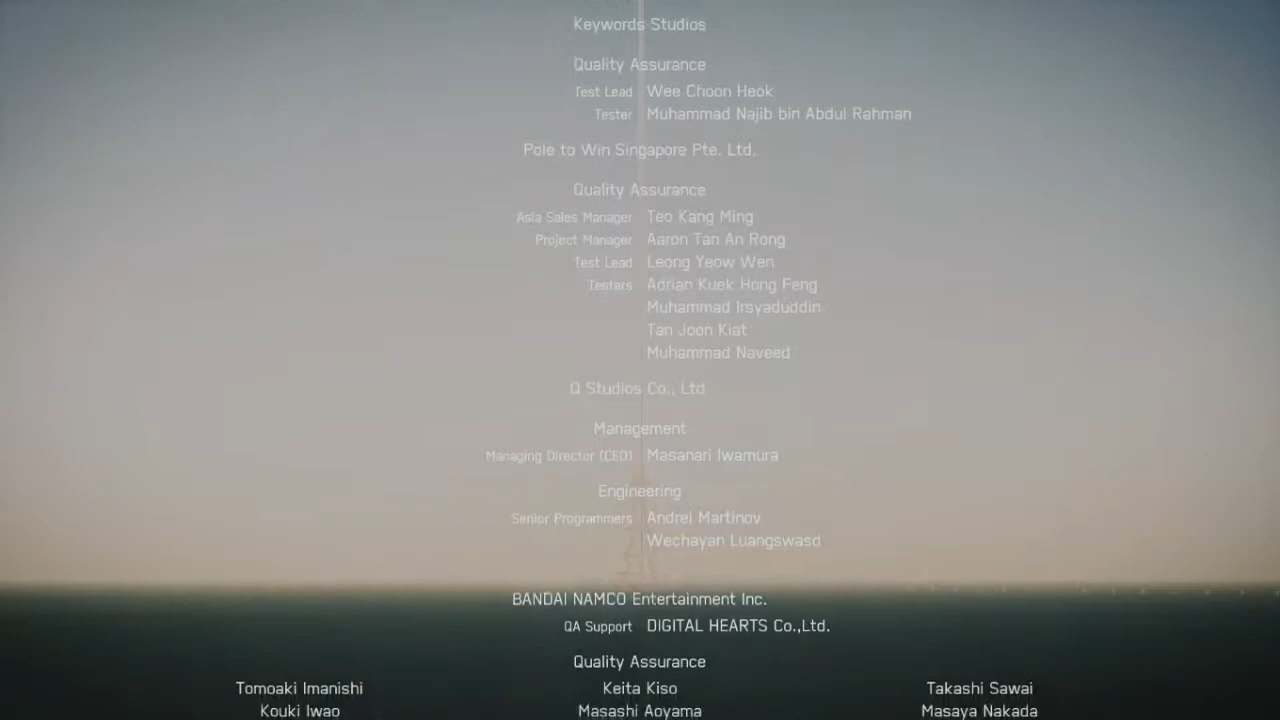 Keywords Studios
Quality Assurance
Test Lead Wee Choon Heok
Tester Muhammad Najib bin Abdul Rahman
Pole to Win Singapore Pte. Ltd.
Quality Assurance
Asia Sales Manager Teo Kang Ming
Project Manager Aaron Tan An Rong
Test Lead Leong Yeow Wen
Testers Adrian Kuek Hong Feng
Muhammad Irsyaduddin
Tan Joon Kiat
Muhammad Naveed
Q Studios Co., Ltd
Management
Managing Director (CEO) Masanari Iwamura
Engineering
Senior Programmers Andrei Martinov
Wechayan Luangswasd
BANDAI NAMCO Entertainment Inc.
QA Support DIGITAL HEARTS Co.,Ltd.
Quality Assurance
Tomoaki Imanishi Keita Kiso Takashi Sawai
Kouki Iwao Masashi Aoyama Masaya Nakada